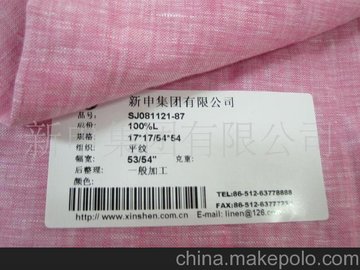 新申集团有限公司
品号: SJ081121-87
成份: 100%L
规格: 17*17/54*54
组织: 平纹
幅宽: 53/54" 克重:
后整理: 一般加工
颜色:
TEL:86-512-63778888
FAX:86-512-6377
http://www.xinshen.com.cn E-mail: linen@126.co
新申集团有限公司
china.makepolo.com